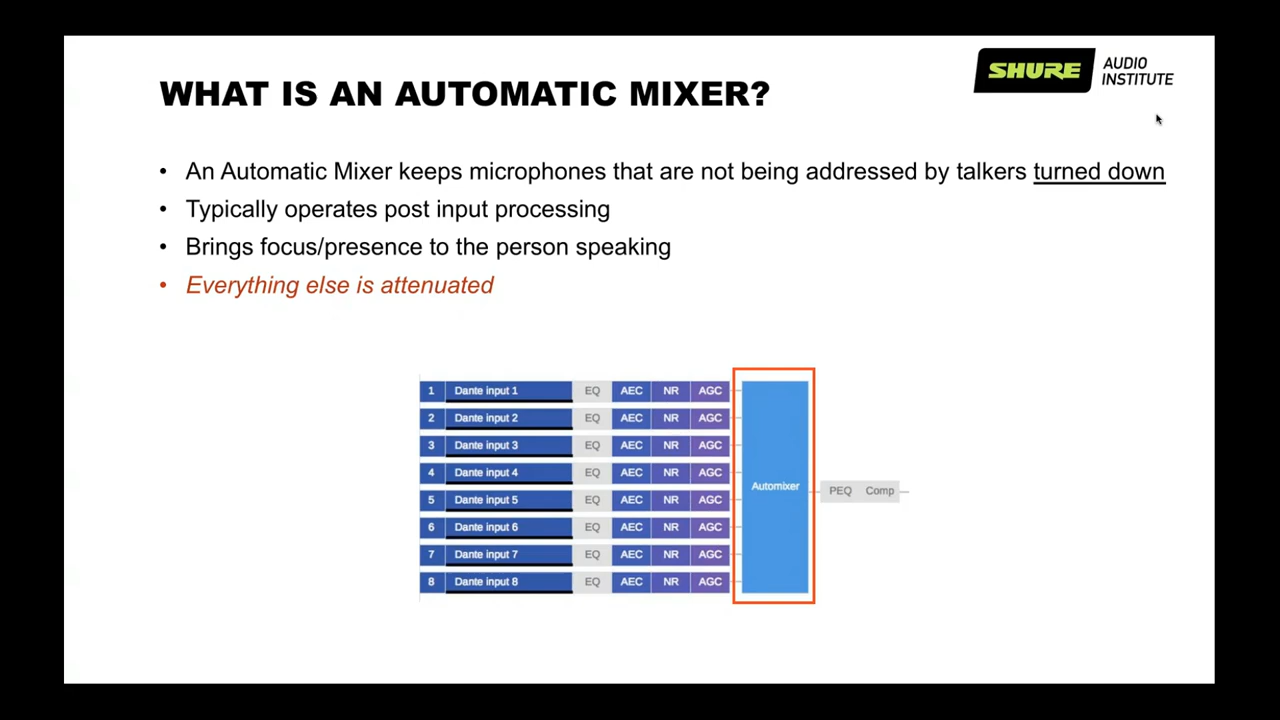 SHURE AUDIO INSTITUTE
WHAT IS AN AUTOMATIC MIXER?
• An Automatic Mixer keeps microphones that are not being addressed by talkers turned down
• Typically operates post input processing
• Brings focus/presence to the person speaking
• Everything else is attenuated
1 Dante input 1 EQ AEC NR AGC
2 Dante input 2 EQ AEC NR AGC
3 Dante input 3 EQ AEC NR AGC
4 Dante input 4 EQ AEC NR AGC
5 Dante input 5 EQ AEC NR AGC
6 Dante input 6 EQ AEC NR AGC
7 Dante input 7 EQ AEC NR AGC
8 Dante input 8 EQ AEC NR AGC
Automixer
PEQ Comp